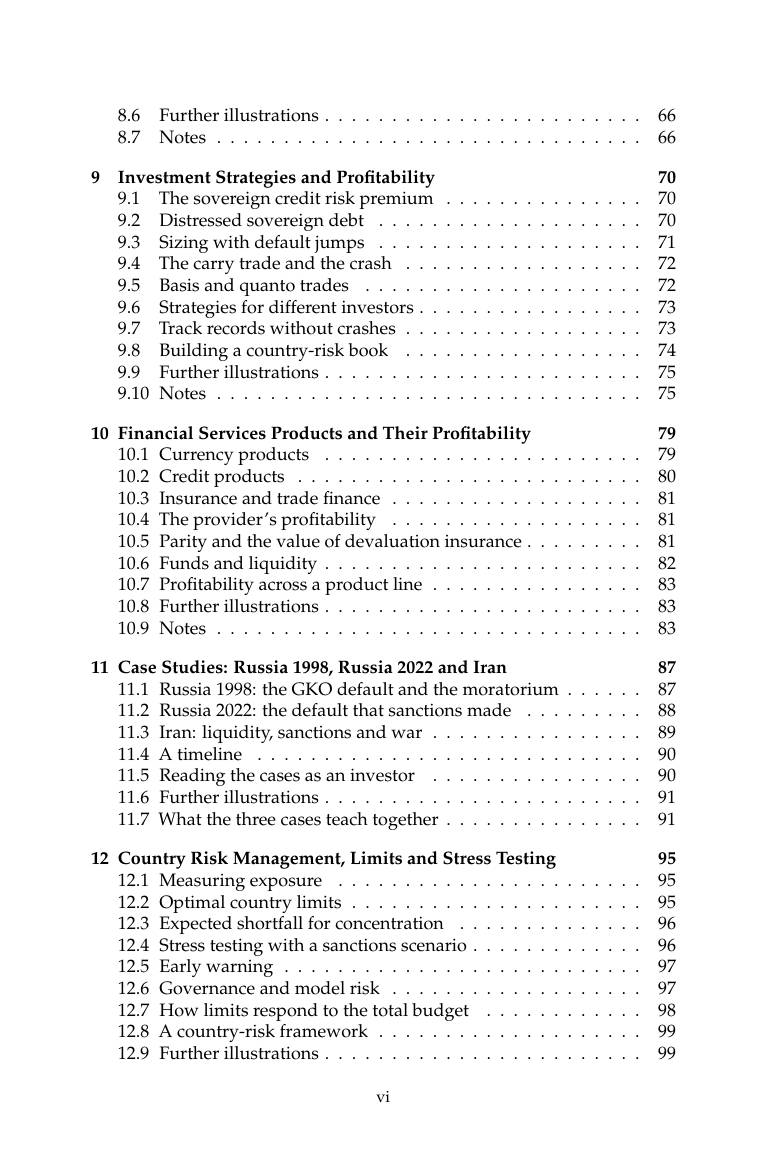 8.6 Further illustrations . . . . . . . . . . . . . . . . . . . . . . . . 66
8.7 Notes . . . . . . . . . . . . . . . . . . . . . . . . . . . . . . . . 66
9 Investment Strategies and Profitability 70
9.1 The sovereign credit risk premium . . . . . . . . . . . . . . . 70
9.2 Distressed sovereign debt . . . . . . . . . . . . . . . . . . . . 70
9.3 Sizing with default jumps . . . . . . . . . . . . . . . . . . . . 71
9.4 The carry trade and the crash . . . . . . . . . . . . . . . . . . 72
9.5 Basis and quanto trades . . . . . . . . . . . . . . . . . . . . . 72
9.6 Strategies for different investors . . . . . . . . . . . . . . . . . 73
9.7 Track records without crashes . . . . . . . . . . . . . . . . . . 73
9.8 Building a country-risk book . . . . . . . . . . . . . . . . . . 74
9.9 Further illustrations . . . . . . . . . . . . . . . . . . . . . . . . 75
9.10 Notes . . . . . . . . . . . . . . . . . . . . . . . . . . . . . . . . 75
10 Financial Services Products and Their Profitability 79
10.1 Currency products . . . . . . . . . . . . . . . . . . . . . . . . 79
10.2 Credit products . . . . . . . . . . . . . . . . . . . . . . . . . . 80
10.3 Insurance and trade finance . . . . . . . . . . . . . . . . . . . 81
10.4 The provider's profitability . . . . . . . . . . . . . . . . . . . 81
10.5 Parity and the value of devaluation insurance . . . . . . . . . 81
10.6 Funds and liquidity . . . . . . . . . . . . . . . . . . . . . . . . 82
10.7 Profitability across a product line . . . . . . . . . . . . . . . . 83
10.8 Further illustrations . . . . . . . . . . . . . . . . . . . . . . . . 83
10.9 Notes . . . . . . . . . . . . . . . . . . . . . . . . . . . . . . . . 83
11 Case Studies: Russia 1998, Russia 2022 and Iran 87
11.1 Russia 1998: the GKO default and the moratorium . . . . . . 87
11.2 Russia 2022: the default that sanctions made . . . . . . . . . 88
11.3 Iran: liquidity, sanctions and war . . . . . . . . . . . . . . . . 89
11.4 A timeline . . . . . . . . . . . . . . . . . . . . . . . . . . . . . 90
11.5 Reading the cases as an investor . . . . . . . . . . . . . . . . 90
11.6 Further illustrations . . . . . . . . . . . . . . . . . . . . . . . . 91
11.7 What the three cases teach together . . . . . . . . . . . . . . . 91
12 Country Risk Management, Limits and Stress Testing 95
12.1 Measuring exposure . . . . . . . . . . . . . . . . . . . . . . . 95
12.2 Optimal country limits . . . . . . . . . . . . . . . . . . . . . . 95
12.3 Expected shortfall for concentration . . . . . . . . . . . . . . 96
12.4 Stress testing with a sanctions scenario . . . . . . . . . . . . . 96
12.5 Early warning . . . . . . . . . . . . . . . . . . . . . . . . . . . 97
12.6 Governance and model risk . . . . . . . . . . . . . . . . . . . 97
12.7 How limits respond to the total budget . . . . . . . . . . . . 98
12.8 A country-risk framework . . . . . . . . . . . . . . . . . . . . 99
12.9 Further illustrations . . . . . . . . . . . . . . . . . . . . . . . . 99
vi